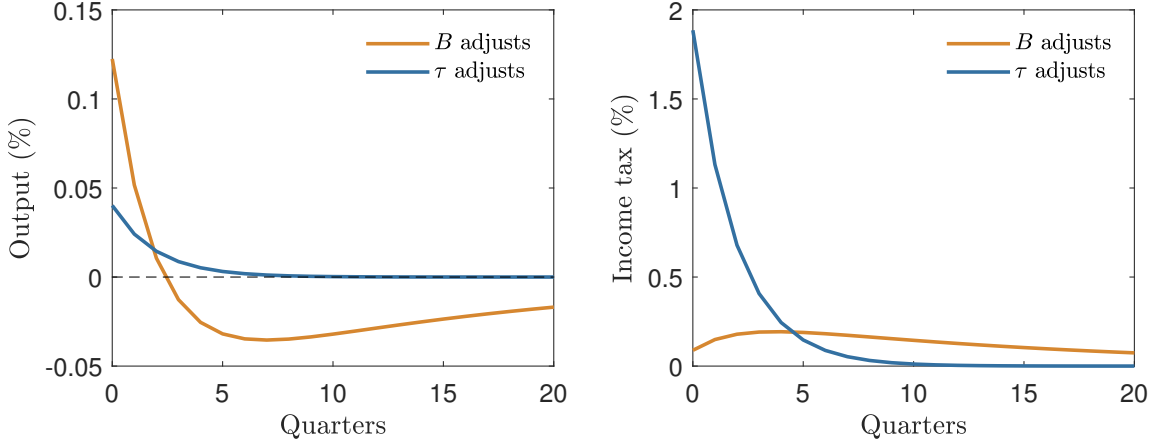 Output (%)
0.15
0.1
0.05
0
-0.05
B adjusts
τ adjusts
0
5
10
15
20
Quarters
Income tax (%)
2
1.5
1
0.5
0
B adjusts
τ adjusts
0
5
10
15
20
Quarters